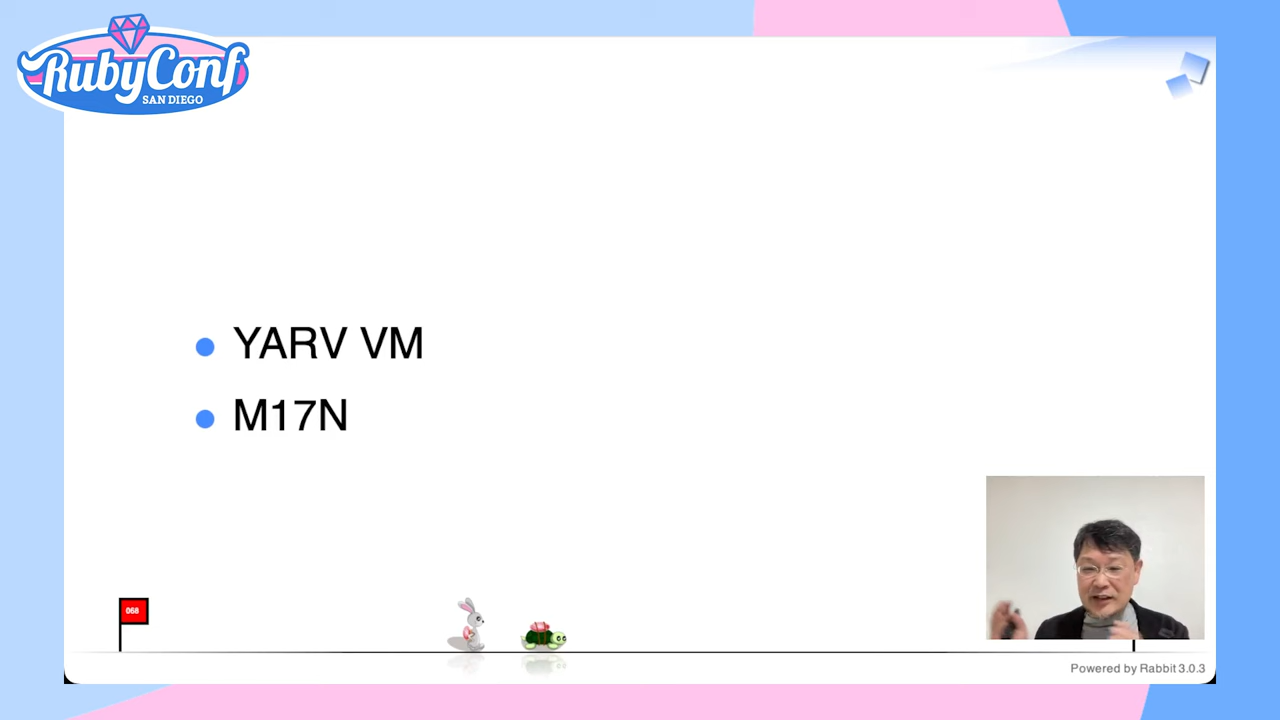 RubyConf
SAN DIEGO
YARV VM
M17N
068
Powered by Rabbit 3.0.3